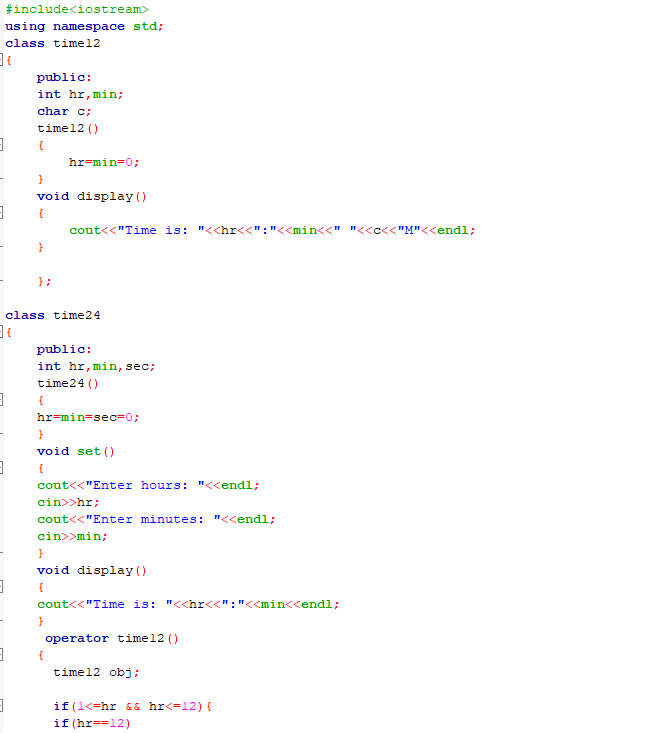 #include<iostream>
using namespace std;
class time12
{
public:
int hr,min;
char c;
time12()
{
hr=min=0;
}
void display()
{
cout<<"Time is: "<<hr<<":"<<min<<" "<<c<<"M"<<endl;
}
};
class time24
{
public:
int hr,min,sec;
time24()
{
hr=min=sec=0;
}
void set()
{
cout<<"Enter hours: "<<endl;
cin>>hr;
cout<<"Enter minutes: "<<endl;
cin>>min;
}
void display()
{
cout<<"Time is: "<<hr<<":"<<min<<endl;
}
operator time12()
{
time12 obj;
if(1<=hr && hr<=12){
if(hr==12)